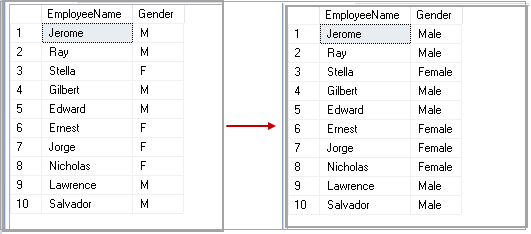 EmployeeName Gender
1 Jerome M
2 Ray M
3 Stella F
4 Gilbert M
5 Edward M
6 Ernest F
7 Jorge F
8 Nicholas F
9 Lawrence M
10 Salvador M
EmployeeName Gender
1 Jerome Male
2 Ray Male
3 Stella Female
4 Gilbert Male
5 Edward Male
6 Ernest Female
7 Jorge Female
8 Nicholas Female
9 Lawrence Male
10 Salvador Male